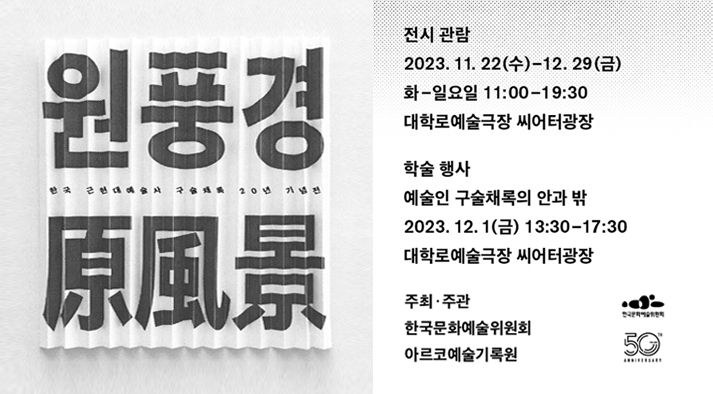 원풍경
한국 근현대예술사 구술채록 20년 기념전
原風景
전시 관람
2023. 11. 22(수)–12. 29(금)
화–일요일 11:00–19:30
대학로예술극장 씨어터광장
학술 행사
예술인 구술채록의 안과 밖
2023. 12. 1(금) 13:30–17:30
대학로예술극장 씨어터광장
주최·주관
한국문화예술위원회
아르코예술기록원
한국문화예술위원회
50TH
ANNIVERSARY